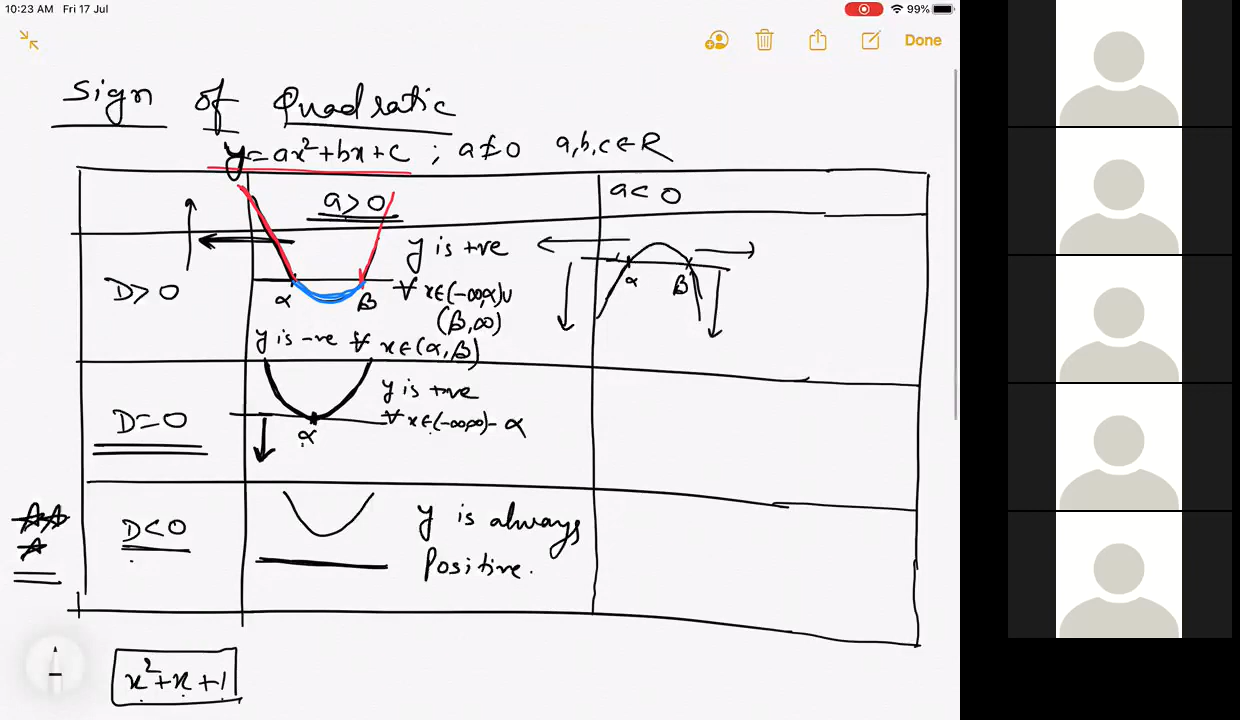 10:23 AM Fri 17 Jul
99%
Done
Sign of Quadratic
y=ax²+bx+c ; a≠0 a,b,c∈R
a>0
a<0
D>0
α β
y is +ve
∀ x∈(-∞,α)∪
(β,∞)
y is -ve ∀ x∈(α,β)
α β
D=0
α
y is +ve
∀ x∈(-∞,∞)- α
D<0
y is always
Positive.
x²+x+1